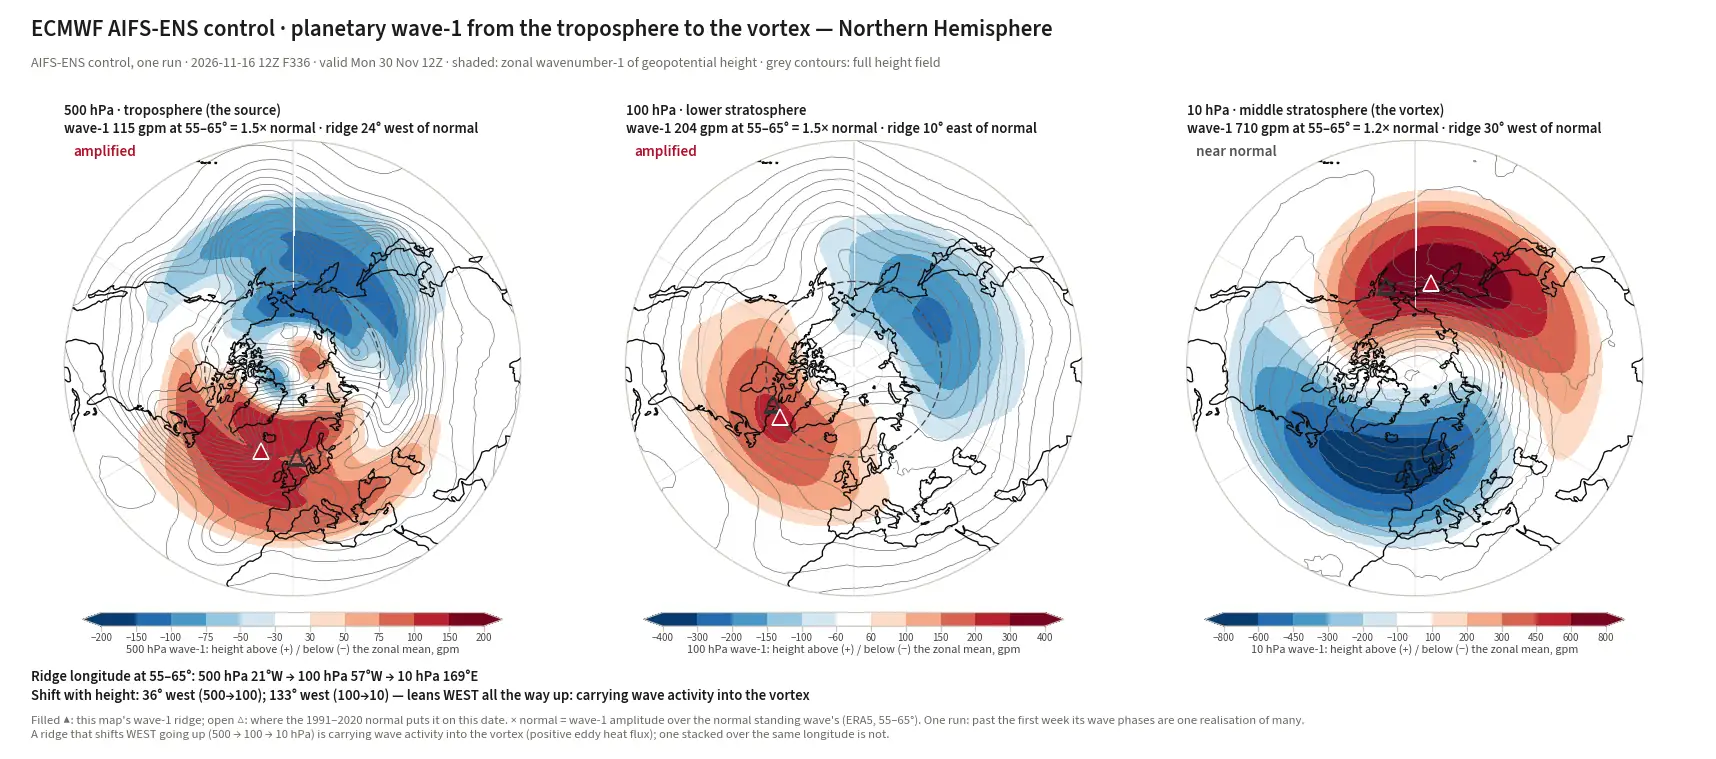 ECMWF AIFS-ENS control · planetary wave-1 from the troposphere to the vortex — Northern Hemisphere
AIFS-ENS control, one run · 2026-11-16 12Z F336 · valid Mon 30 Nov 12Z · shaded: zonal wavenumber-1 of geopotential height · grey contours: full height field
500 hPa · troposphere (the source)
wave-1 115 gpm at 55–65° = 1.5× normal · ridge 24° west of normal
amplified
100 hPa · lower stratosphere
wave-1 204 gpm at 55–65° = 1.5× normal · ridge 10° east of normal
amplified
10 hPa · middle stratosphere (the vortex)
wave-1 710 gpm at 55–65° = 1.2× normal · ridge 30° west of normal
near normal
−200 −150 −100 −75 −50 −30 30 50 75 100 150 200
500 hPa wave-1: height above (+) / below (−) the zonal mean, gpm
−400 −300 −200 −150 −100 −60 60 100 150 200 300 400
100 hPa wave-1: height above (+) / below (−) the zonal mean, gpm
−800 −600 −450 −300 −200 −100 100 200 300 450 600 800
10 hPa wave-1: height above (+) / below (−) the zonal mean, gpm
Ridge longitude at 55–65°: 500 hPa 21°W → 100 hPa 57°W → 10 hPa 169°E
Shift with height: 36° west (500→100); 133° west (100→10) — leans WEST all the way up: carrying wave activity into the vortex
Filled ▲: this map's wave-1 ridge; open △: where the 1991–2020 normal puts it on this date. × normal = wave-1 amplitude over the normal standing wave's (ERA5, 55–65°). One run: past the first week its wave phases are one realisation of many.
A ridge that shifts WEST going up (500 → 100 → 10 hPa) is carrying wave activity into the vortex (positive eddy heat flux); one stacked over the same longitude is not.